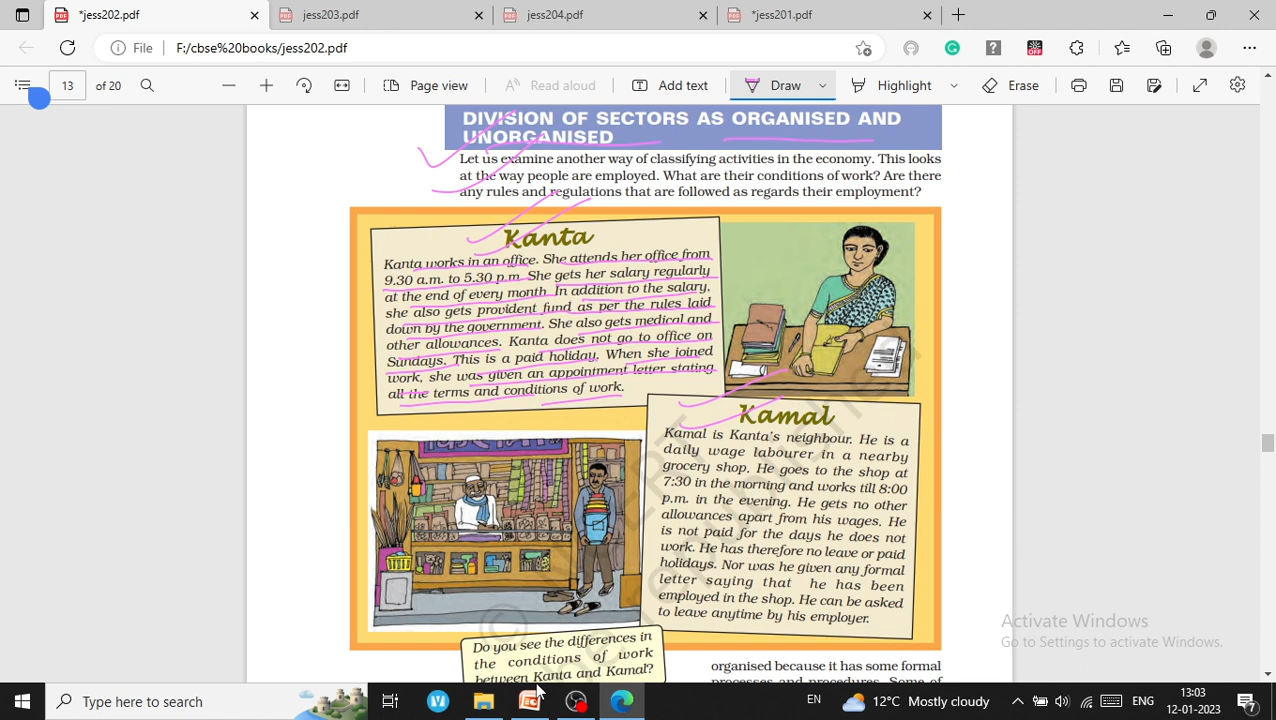 *jess202.pdf
jess203.pdf
jess204.pdf
*jess201.pdf
File F:/cbse%20books/jess202.pdf
13 of 20 Page view Read aloud Add text Draw Highlight Erase
DIVISION OF SECTORS AS ORGANISED AND
UNORGANISED
Let us examine another way of classifying activities in the economy. This looks
at the way people are employed. What are their conditions of work? Are there
any rules and regulations that are followed as regards their employment?
Kanta
Kanta works in an office. She attends her office from
9.30 a.m. to 5.30 p.m. She gets her salary regularly
at the end of every month. In addition to the salary,
she also gets provident fund as per the rules laid
down by the government. She also gets medical and
other allowances. Kanta does not go to office on
Sundays. This is a paid holiday. When she joined
work, she was given an appointment letter stating
all the terms and conditions of work.
Kamal
Kamal is Kanta's neighbour. He is a
daily wage labourer in a nearby
grocery shop. He goes to the shop at
7:30 in the morning and works till 8:00
p.m. in the evening. He gets no other
allowances apart from his wages. He
is not paid for the days he does not
work. He has therefore no leave or paid
holidays. Nor was he given any formal
letter saying that he has been
employed in the shop. He can be asked
to leave anytime by his employer.
Do you see the differences in
the conditions of work
between Kanta and Kamal?
organised because it has some formal
processes and procedures. Some of
Activate Windows
Go to Settings to activate Windows.
Type here to search
EN
12°C Mostly cloudy
ENG
13:03
12-01-2023
7